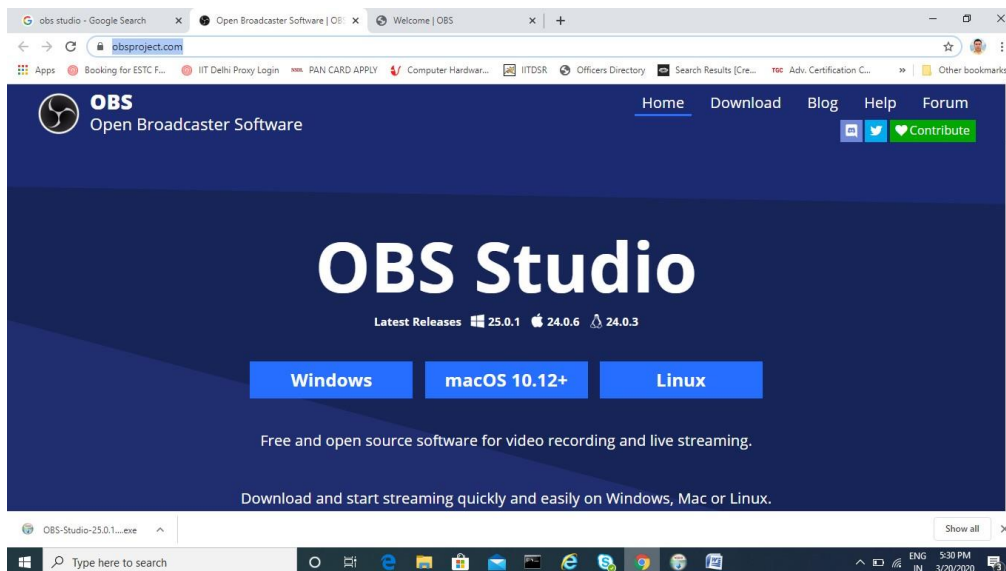 obs studio - Google Search
Open Broadcaster Software | OB
Welcome | OBS
obsproject.com
Apps
Booking for ESTC F...
IIT Delhi Proxy Login
PAN CARD APPLY
Computer Hardwar...
IITDSR
Officers Directory
Search Results [Cre...
TGC
Adv. Certification C...
»
Other bookmarks
OBS
Open Broadcaster Software
Home Download Blog Help Forum
Contribute
OBS Studio
Latest Releases 25.0.1 24.0.6 24.0.3
Windows
macOS 10.12+
Linux
Free and open source software for video recording and live streaming.
Download and start streaming quickly and easily on Windows, Mac or Linux.
OBS-Studio-25.0.1....exe
Show all
Type here to search
ENG
IN
5:30 PM
3/20/2020